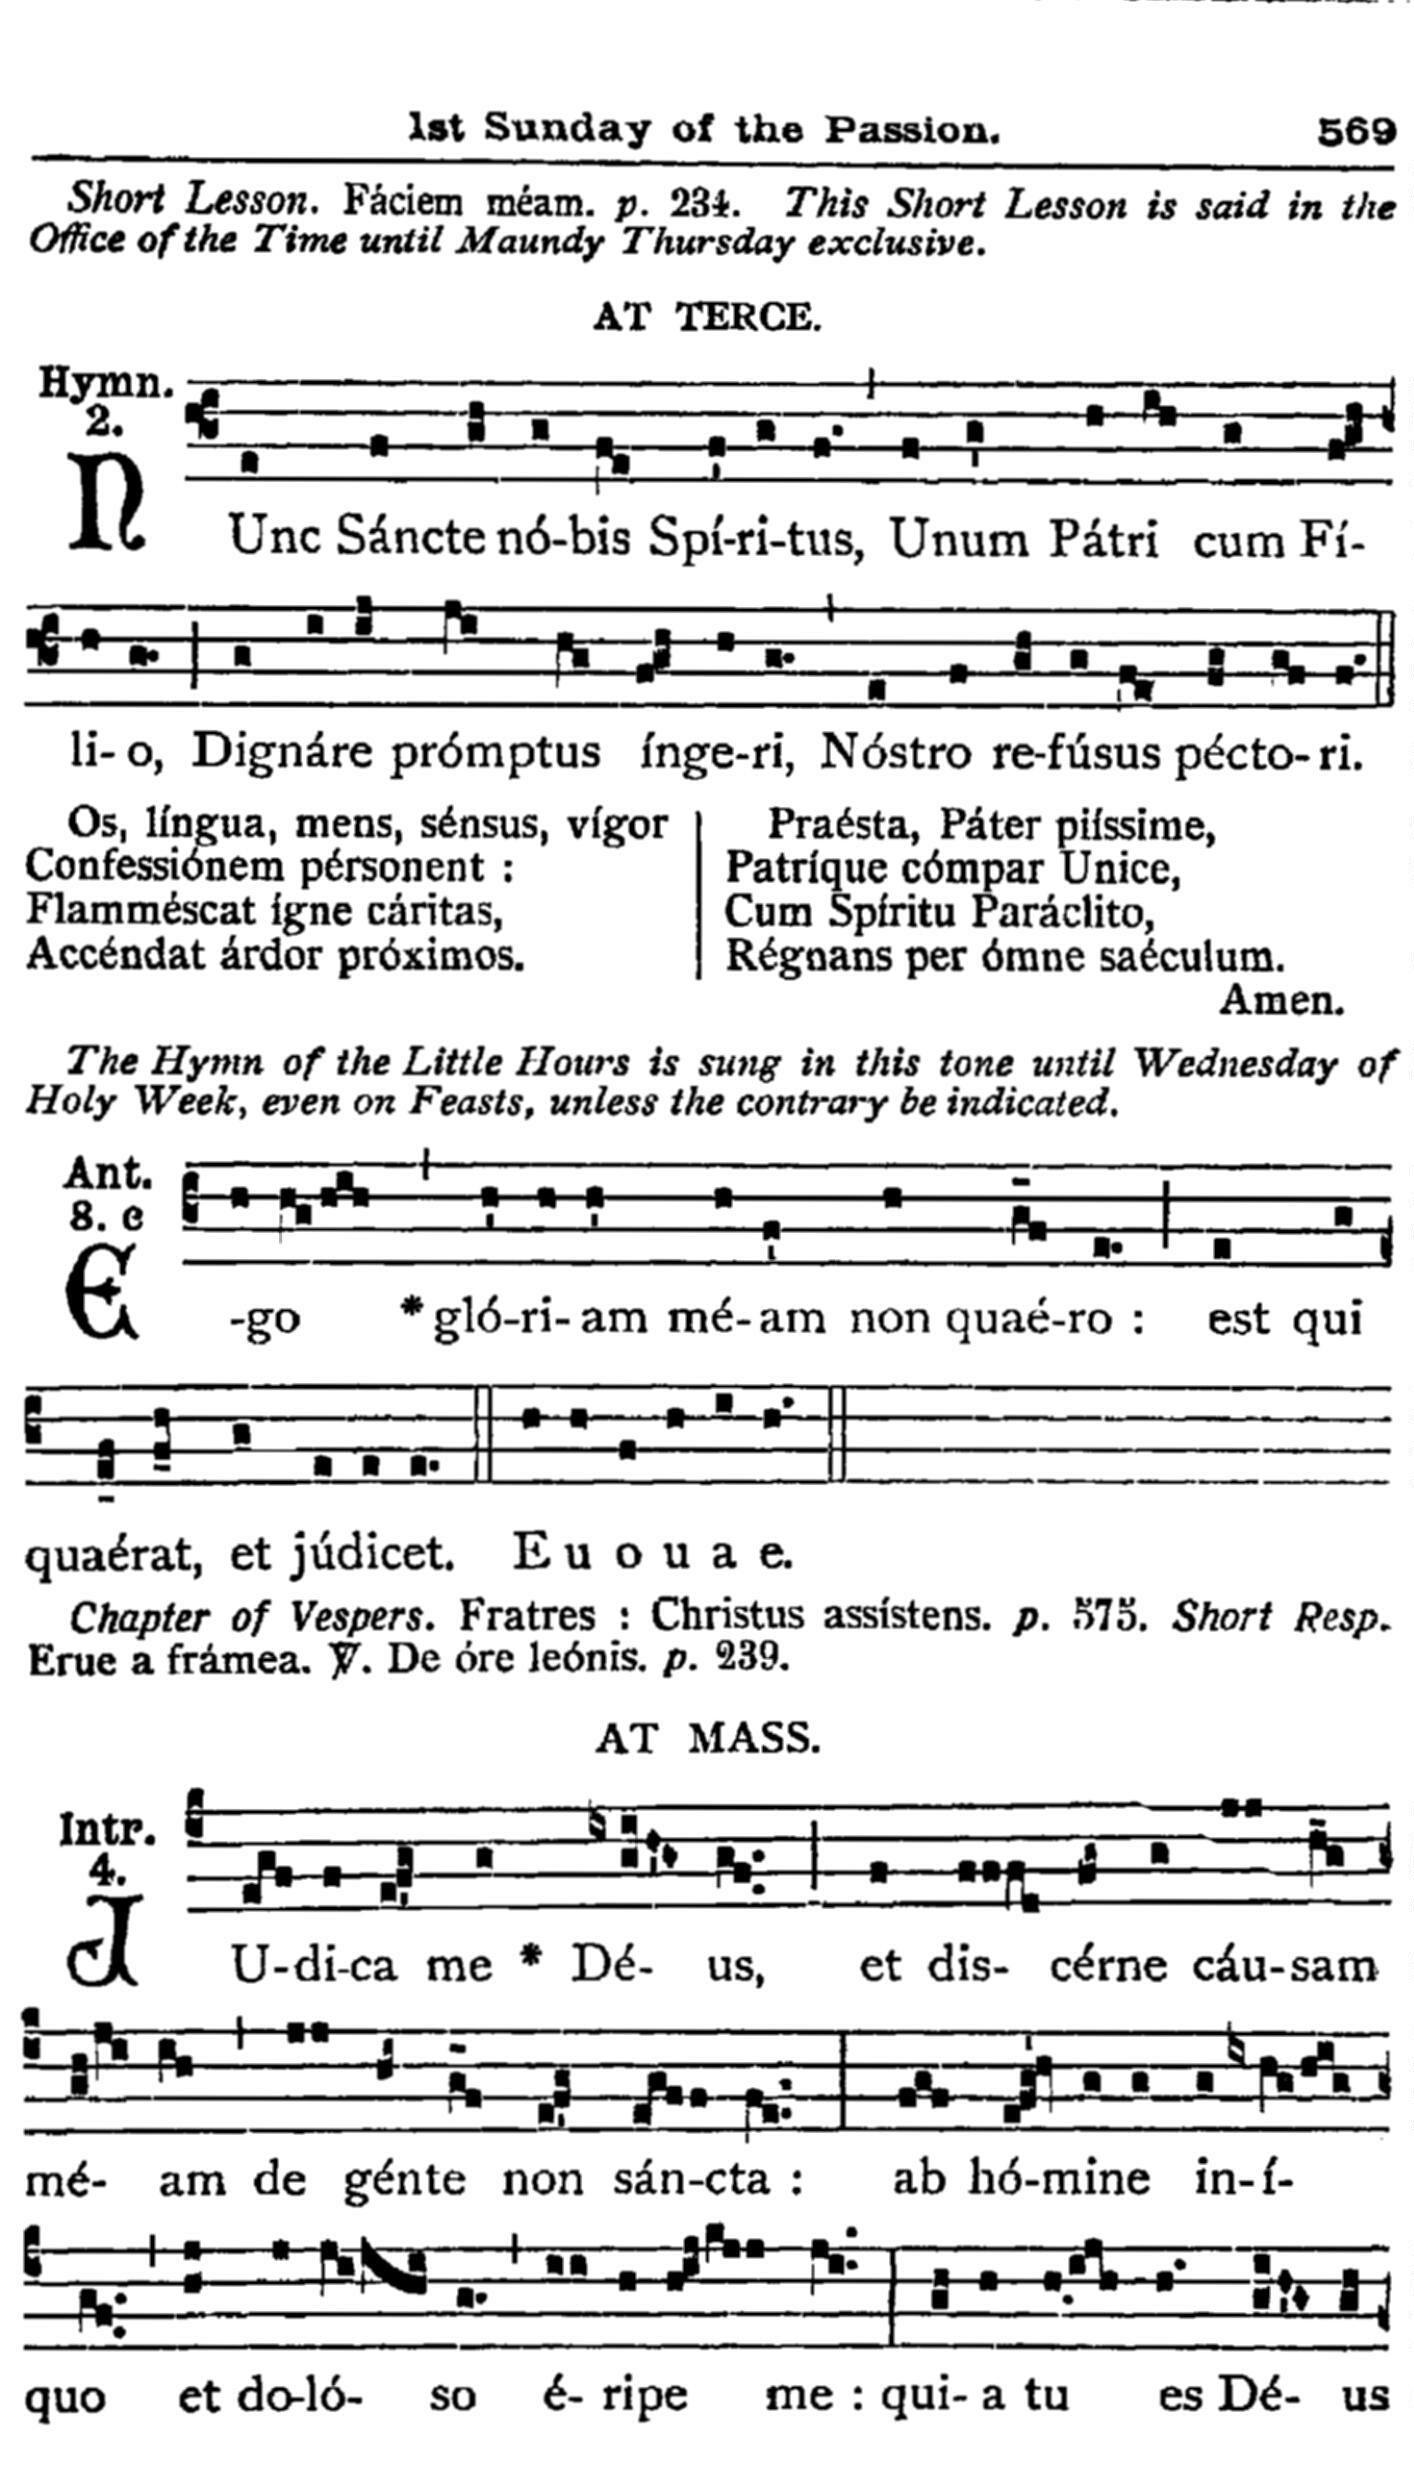 1st Sunday of the Passion. 569
Short Lesson. Fáciem méam. p. 234. This Short Lesson is said in the
Office of the Time until Maundy Thursday exclusive.
AT TERCE.
Hymn.
2.
NUnc Sáncte nó-bis Spí-ri-tus, Unum Pátri cum Fí-
li- o, Dignáre prómptus ínge-ri, Nóstro re-fúsus pécto- ri.
Os, língua, mens, sénsus, vígor
Confessiónem pérsonent :
Flamméscat ígne cáritas,
Accéndat árdor próximos.
Praésta, Páter piíssime,
Patríque cómpar Unice,
Cum Spíritu Paráclito,
Régnans per ómne saéculum.
Amen.
The Hymn of the Little Hours is sung in this tone until Wednesday of
Holy Week, even on Feasts, unless the contrary be indicated.
Ant.
8. c
E-go * gló-ri- am mé- am non quaé-ro : est qui
quaérat, et júdicet. E u o u a e.
Chapter of Vespers. Fratres : Christus assístens. p. 575. Short Resp.
Erue a frámea. ℣. De óre leónis. p. 239.
AT MASS.
Intr.
4.
JU-di-ca me * Dé- us, et dis- cérne cáu-sam
mé- am de génte non sán-cta : ab hó-mine in- í-
quo et do-ló- so é- ripe me : qui- a tu es Dé- us